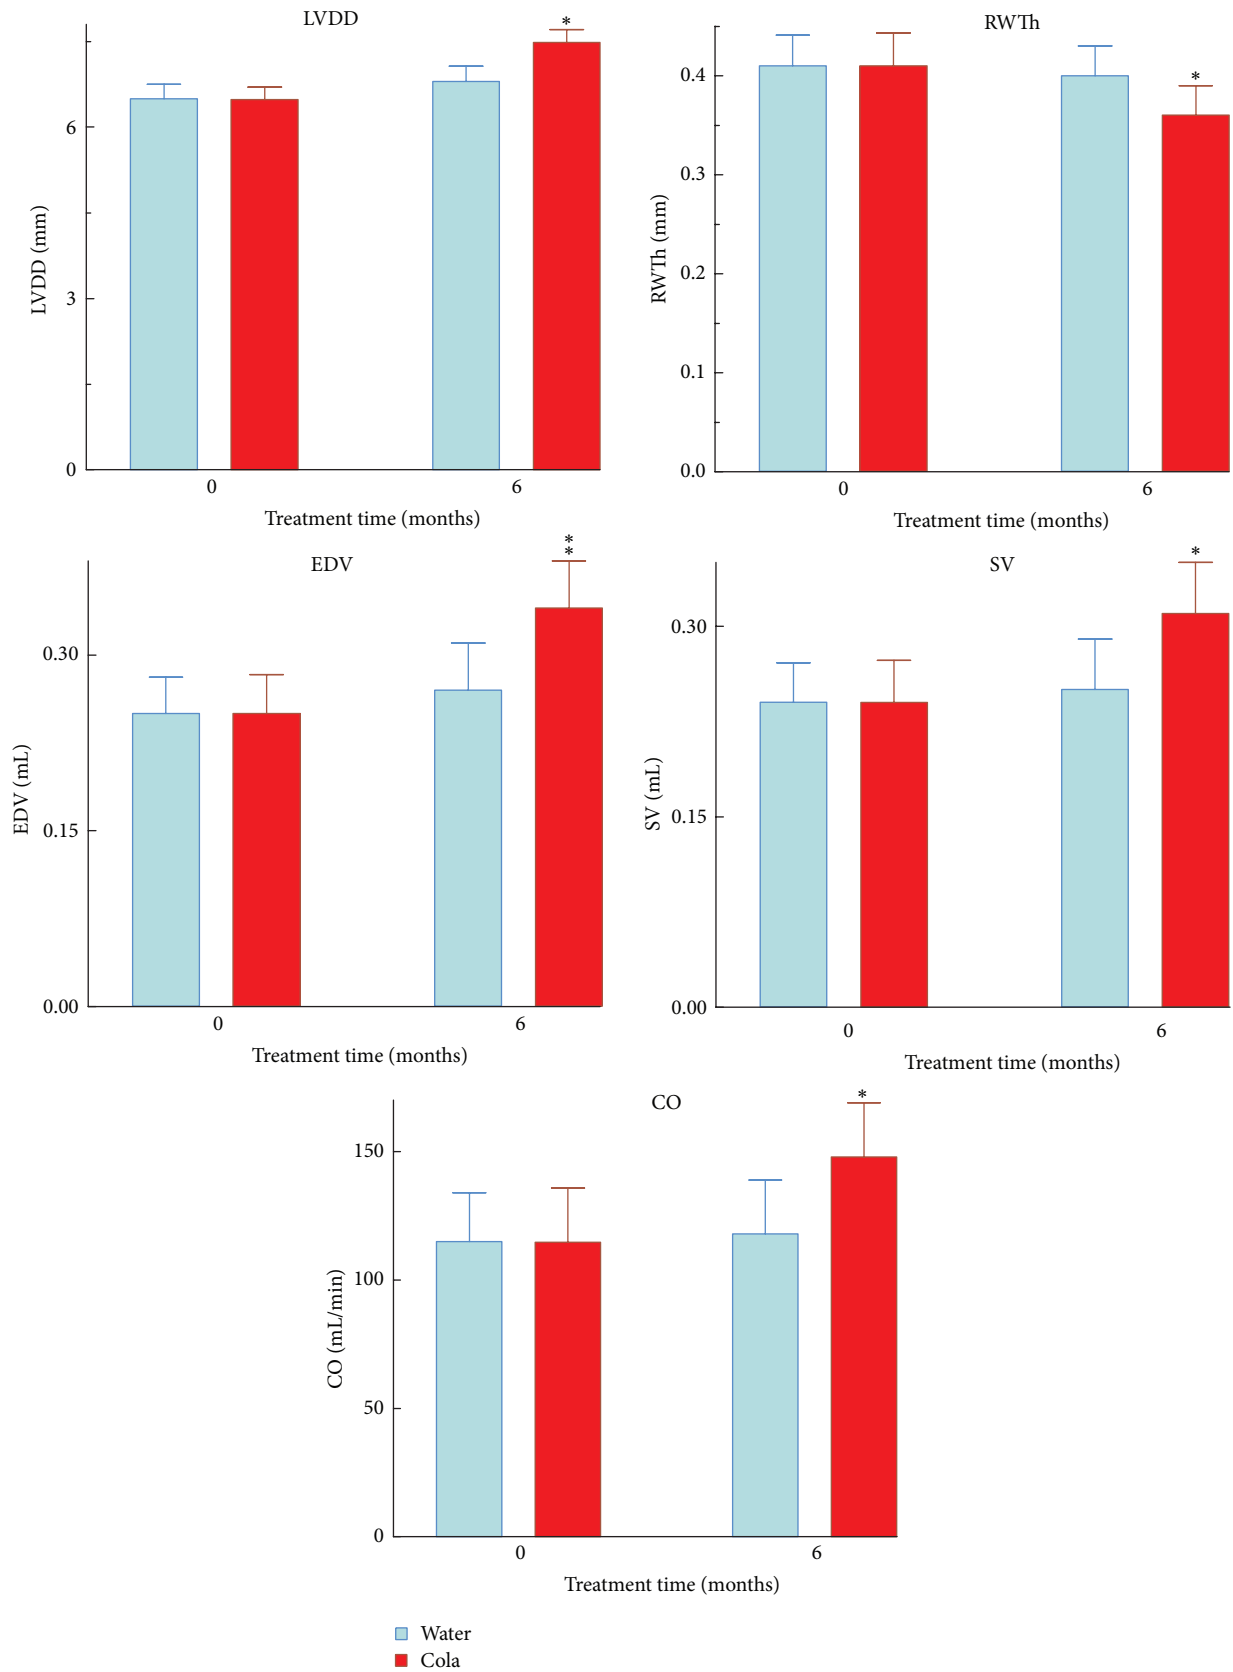 LVDD
*
6
3
0
LVDD (mm)
0 6
Treatment time (months)
RWTh
*
0.4
0.3
0.2
0.1
0.0
RWTh (mm)
0 6
Treatment time (months)
EDV
*
*
0.30
0.15
0.00
EDV (mL)
0 6
Treatment time (months)
SV
*
0.30
0.15
0.00
SV (mL)
0 6
Treatment time (months)
CO
*
150
100
50
0
CO (mL/min)
0 6
Treatment time (months)
Water
Cola